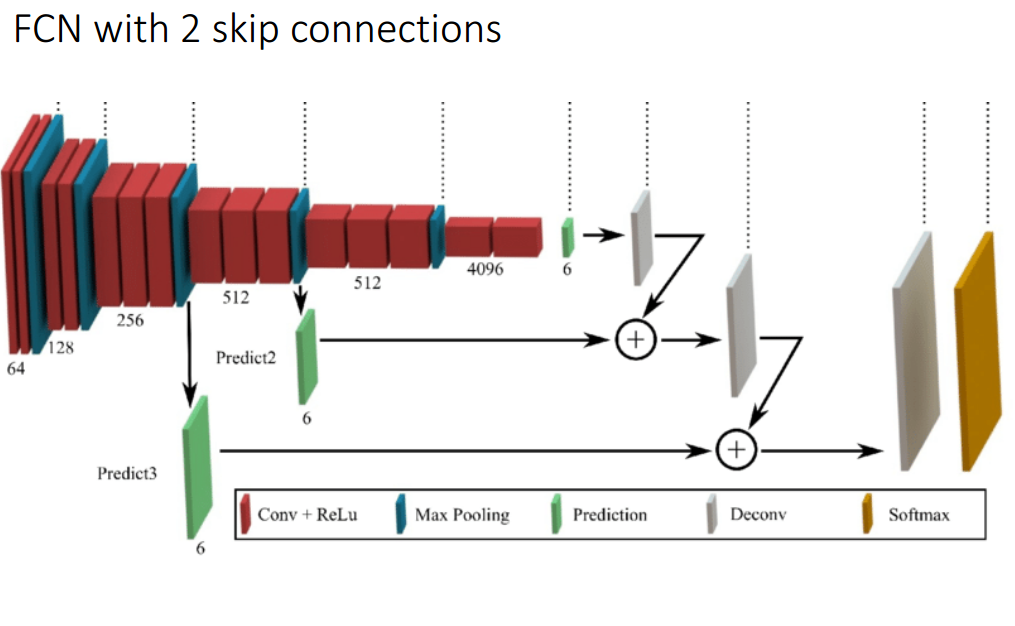 FCN with 2 skip connections
64
128
256
512
512
4096
6
Predict2
6
Predict3
6
+
+
Conv + ReLu Max Pooling Prediction Deconv Softmax